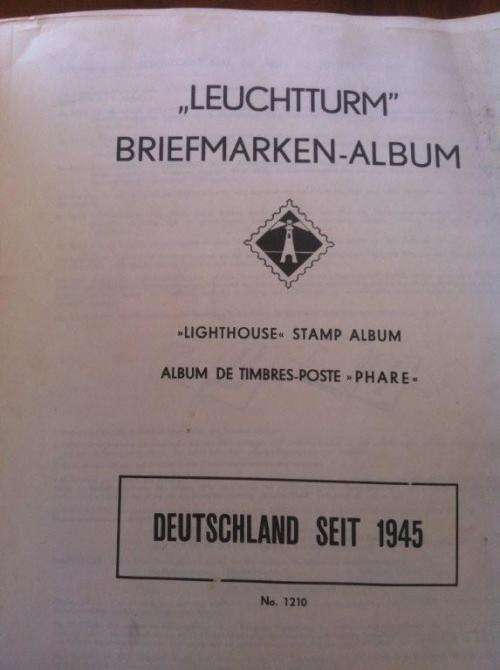 „LEUCHTTURM”
BRIEFMARKEN-ALBUM
»LIGHTHOUSE« STAMP ALBUM
ALBUM DE TIMBRES-POSTE »PHARE«
DEUTSCHLAND SEIT 1945
No. 1210